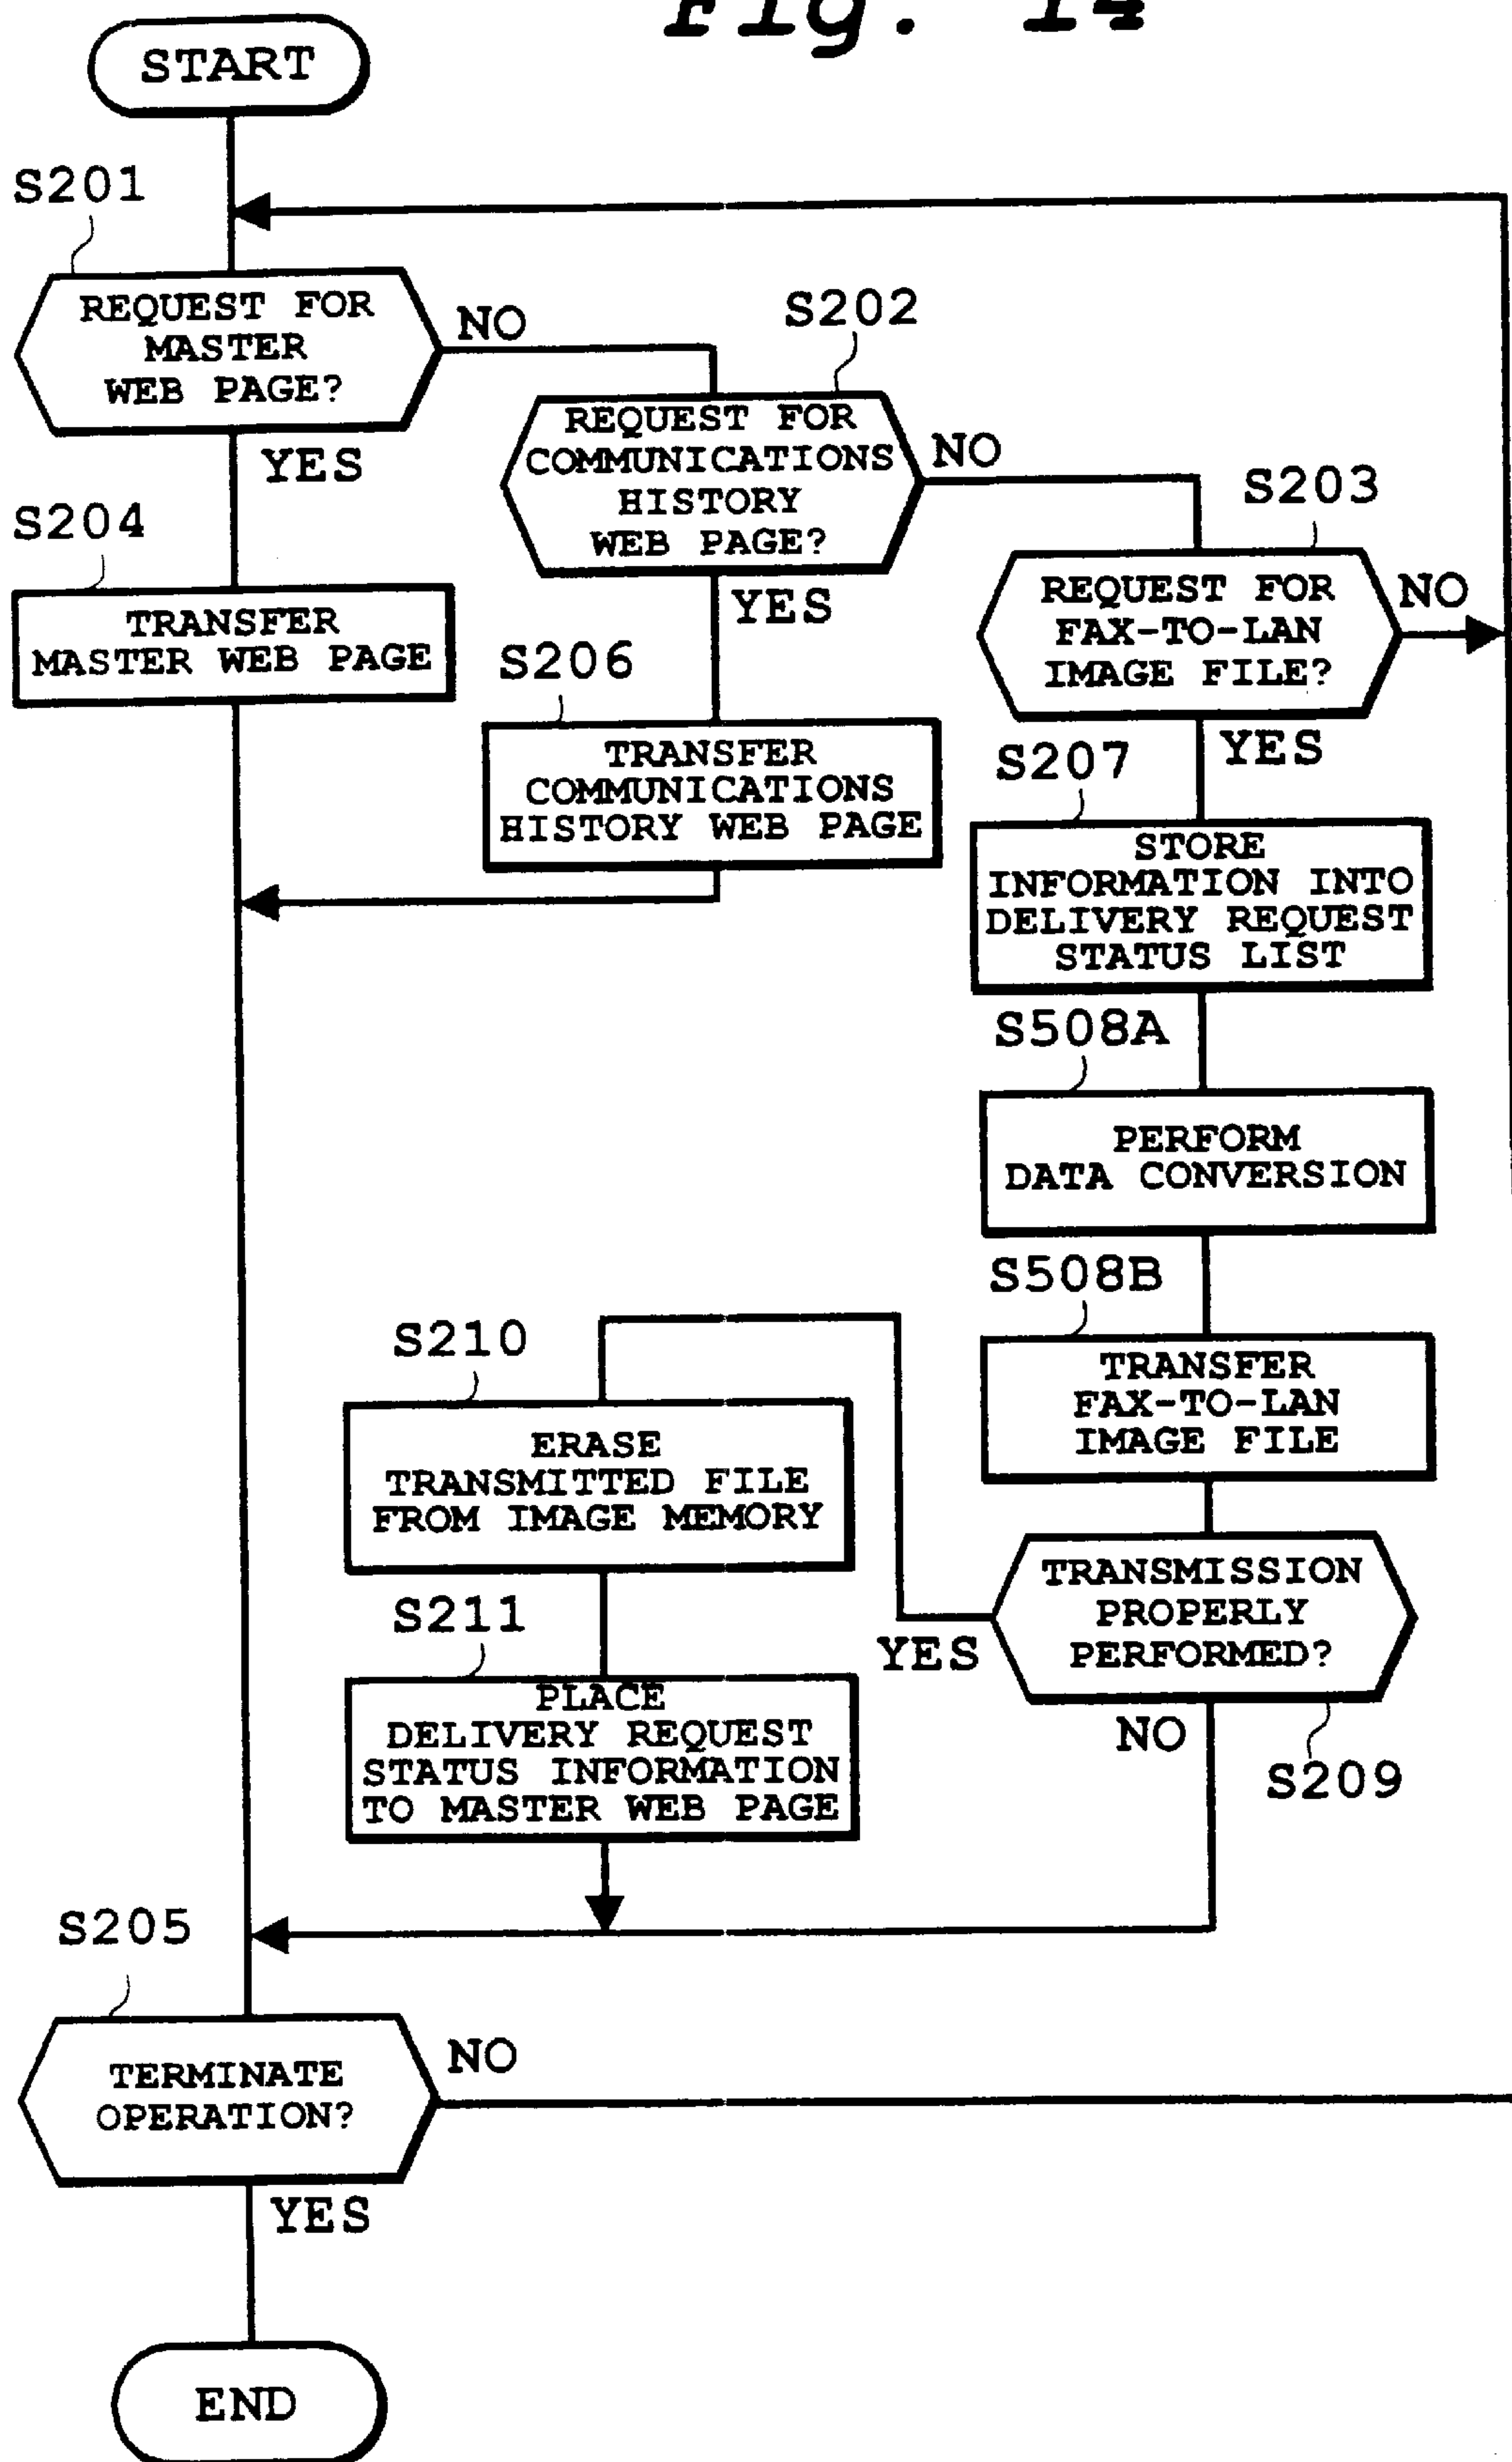 Fig. 14
START
S201
REQUEST FOR
MASTER
WEB PAGE?
NO
YES
S202
REQUEST FOR
COMMUNICATIONS
HISTORY
WEB PAGE?
NO
YES
S203
REQUEST FOR
FAX-TO-LAN
IMAGE FILE?
NO
YES
S204
TRANSFER
MASTER WEB PAGE
S206
TRANSFER
COMMUNICATIONS
HISTORY WEB PAGE
S207
STORE
INFORMATION INTO
DELIVERY REQUEST
STATUS LIST
S508A
PERFORM
DATA CONVERSION
S508B
TRANSFER
FAX-TO-LAN
IMAGE FILE
TRANSMISSION
PROPERLY
PERFORMED?
YES
NO
S209
S210
ERASE
TRANSMITTED FILE
FROM IMAGE MEMORY
S211
PLACE
DELIVERY REQUEST
STATUS INFORMATION
TO MASTER WEB PAGE
S205
TERMINATE
OPERATION?
NO
YES
END